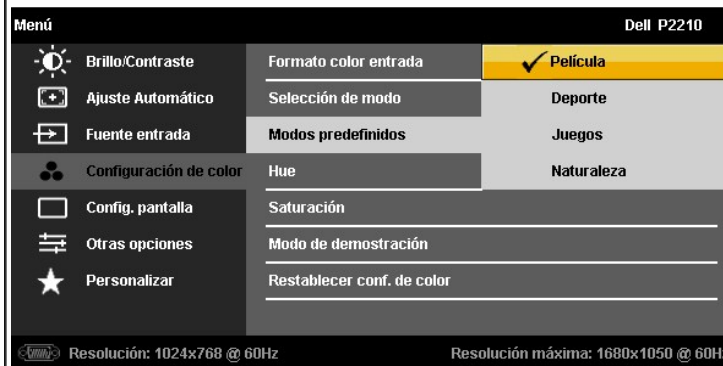 Menú Dell P2210
Brillo/Contraste Formato color entrada Película
Ajuste Automático Selección de modo Deporte
Fuente entrada Modos predefinidos Juegos
Configuración de color Hue Naturaleza
Config. pantalla Saturación
Otras opciones Modo de demostración
Personalizar Restablecer conf. de color
Resolución: 1024x768 @ 60Hz Resolución máxima: 1680x1050 @ 60H